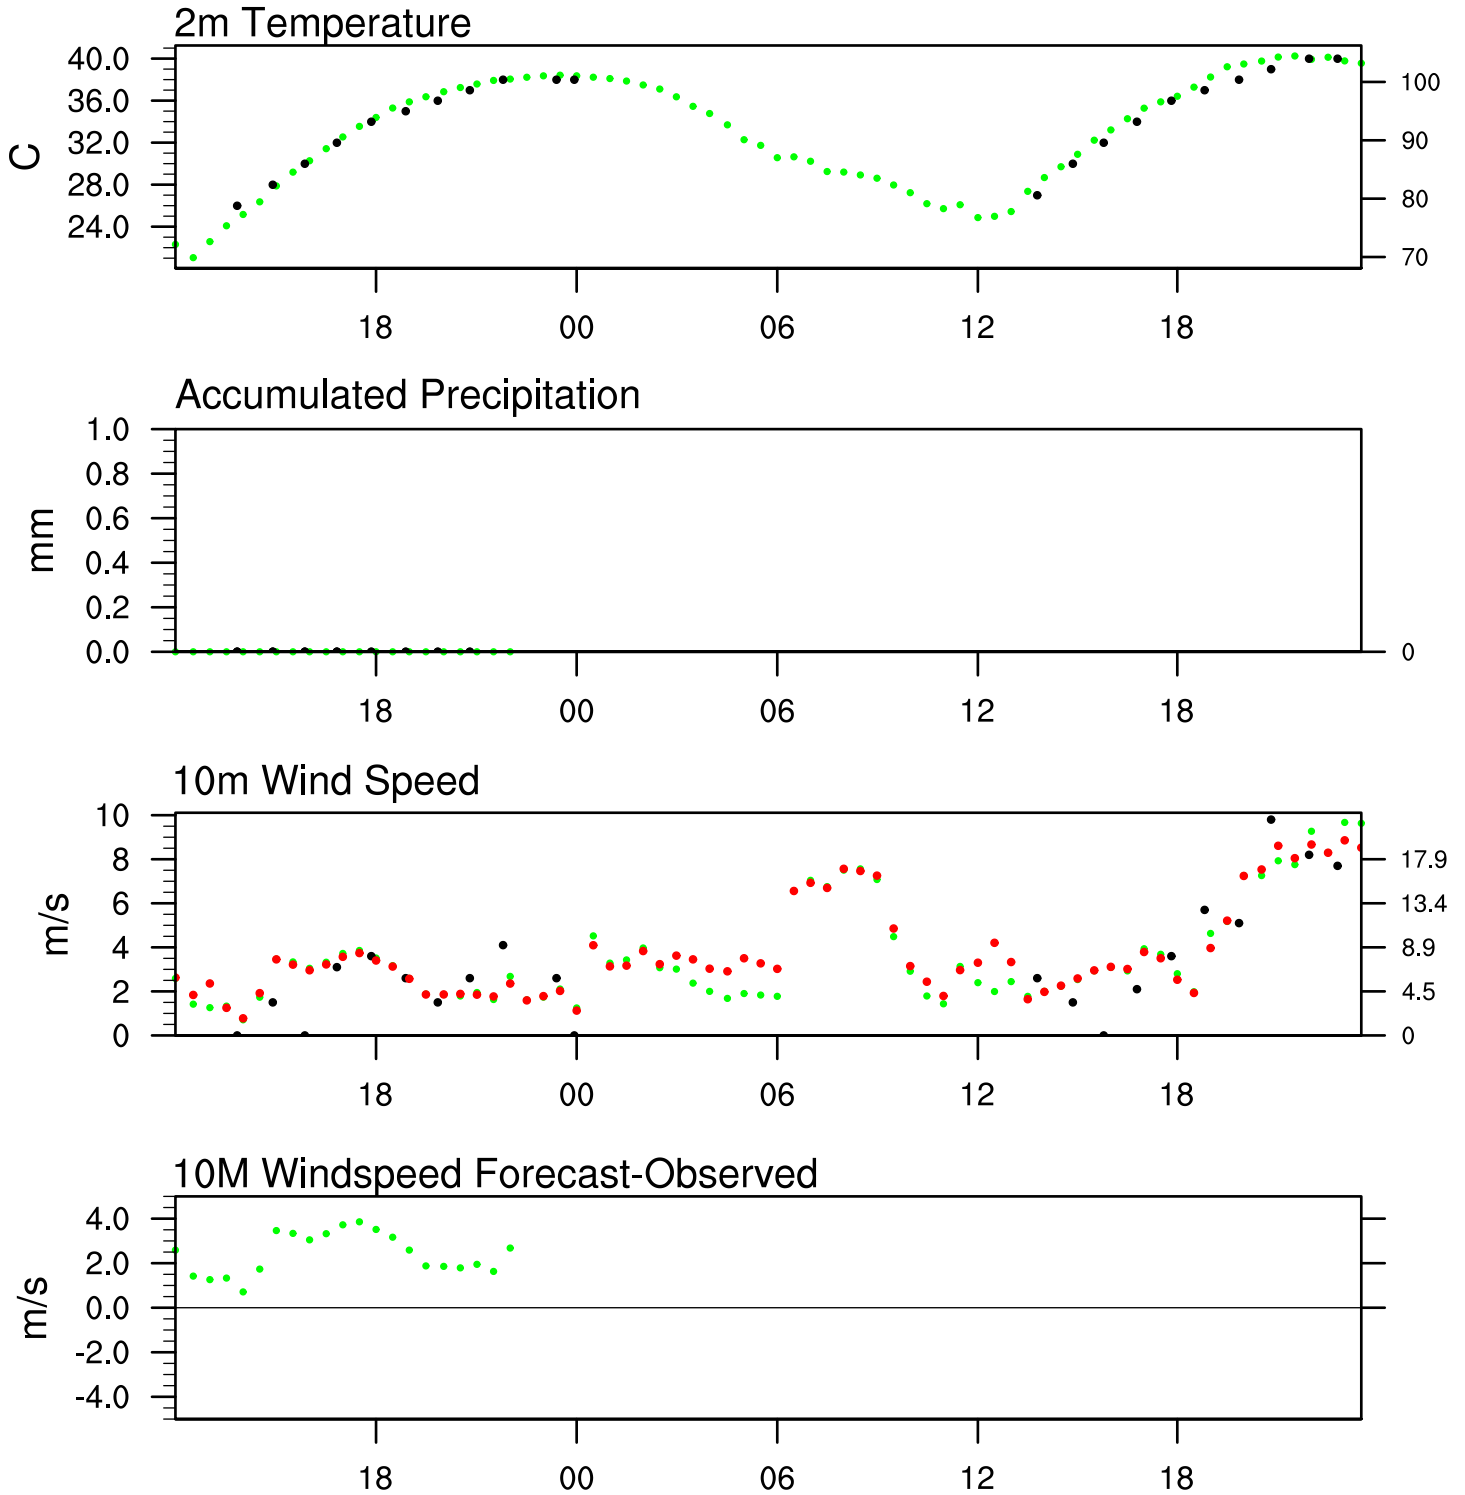 2m Temperature
40.0
36.0
32.0
28.0
24.0
C
100
90
80
70
18 00 06 12 18
Accumulated Precipitation
1.0
0.8
0.6
0.4
0.2
0.0
mm
0
18 00 06 12 18
10m Wind Speed
10
8
6
4
2
0
m/s
17.9
13.4
8.9
4.5
0
18 00 06 12 18
10M Windspeed Forecast-Observed
4.0
2.0
0.0
-2.0
-4.0
m/s
18 00 06 12 18